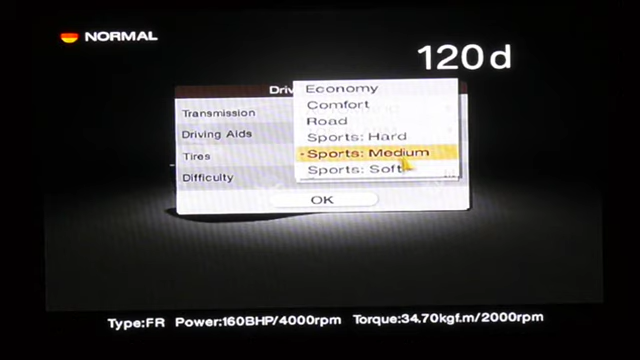 NORMAL
120d
Driv
Economy
Comfort
Transmission
Road
Driving Aids
Sports: Hard
Tires
Sports: Medium
Sports: Soft
Difficulty
OK
Type:FR Power:160BHP/4000rpm Torque:34.70kgf.m/2000rpm